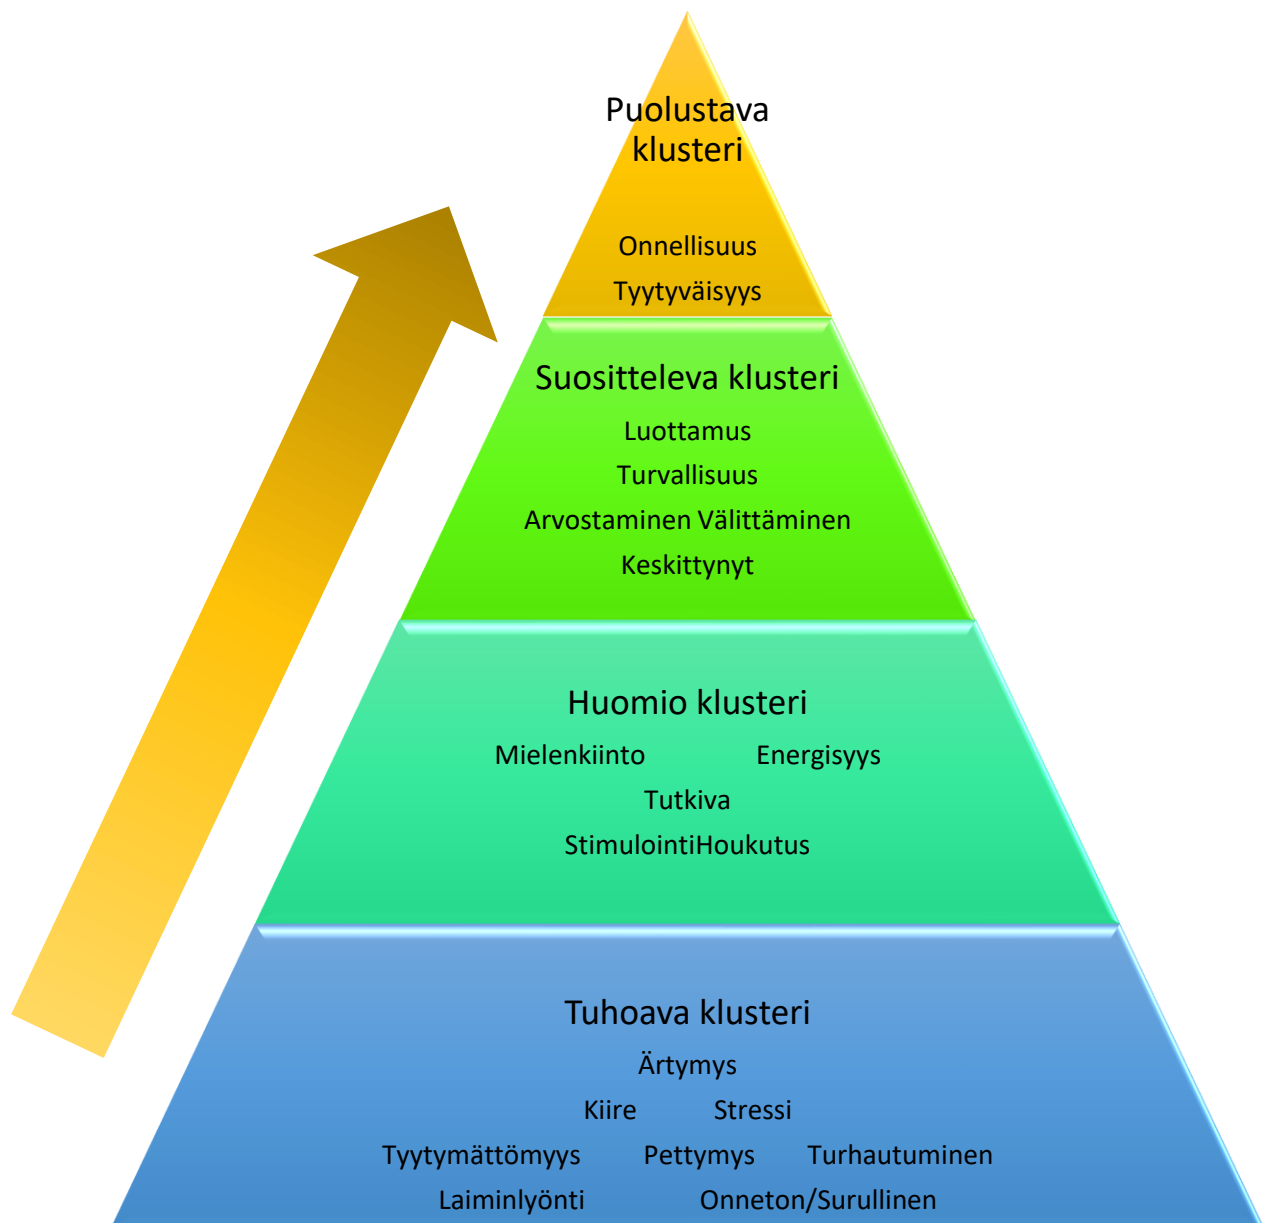 Puolustava
klusteri
Onnellisuus
Tyytyväisyys
Suositteleva klusteri
Luottamus
Turvallisuus
Arvostaminen Välittäminen
Keskittynyt
Huomio klusteri
Mielenkiinto Energisyys
Tutkiva
StimulointiHoukutus
Tuhoava klusteri
Ärtymys
Kiire Stressi
Tyytymättömyys Pettymys Turhautuminen
Laiminlyönti Onneton/Surullinen